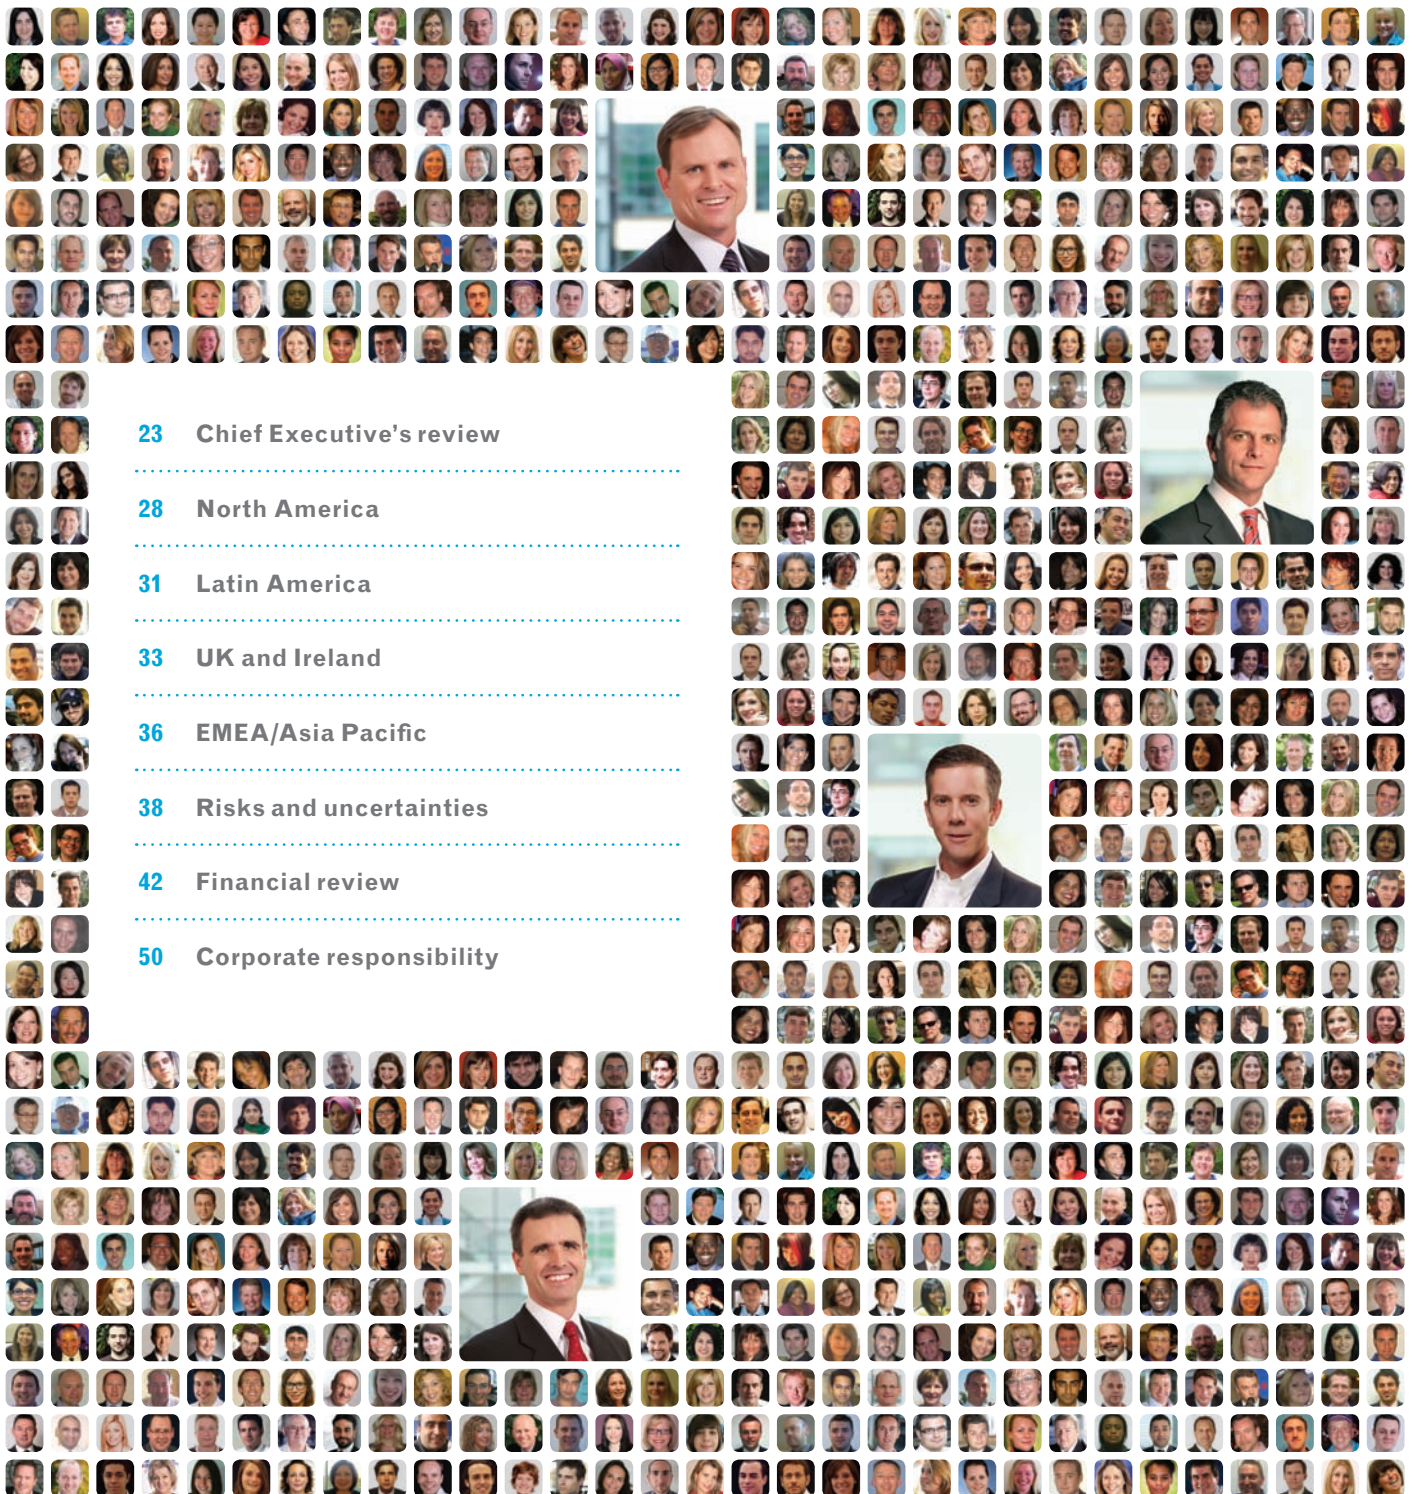 23 Chief Executive’s review
28 North America
31 Latin America
33 UK and Ireland
36 EMEA/Asia Pacific
38 Risks and uncertainties
42 Financial review
50 Corporate responsibility